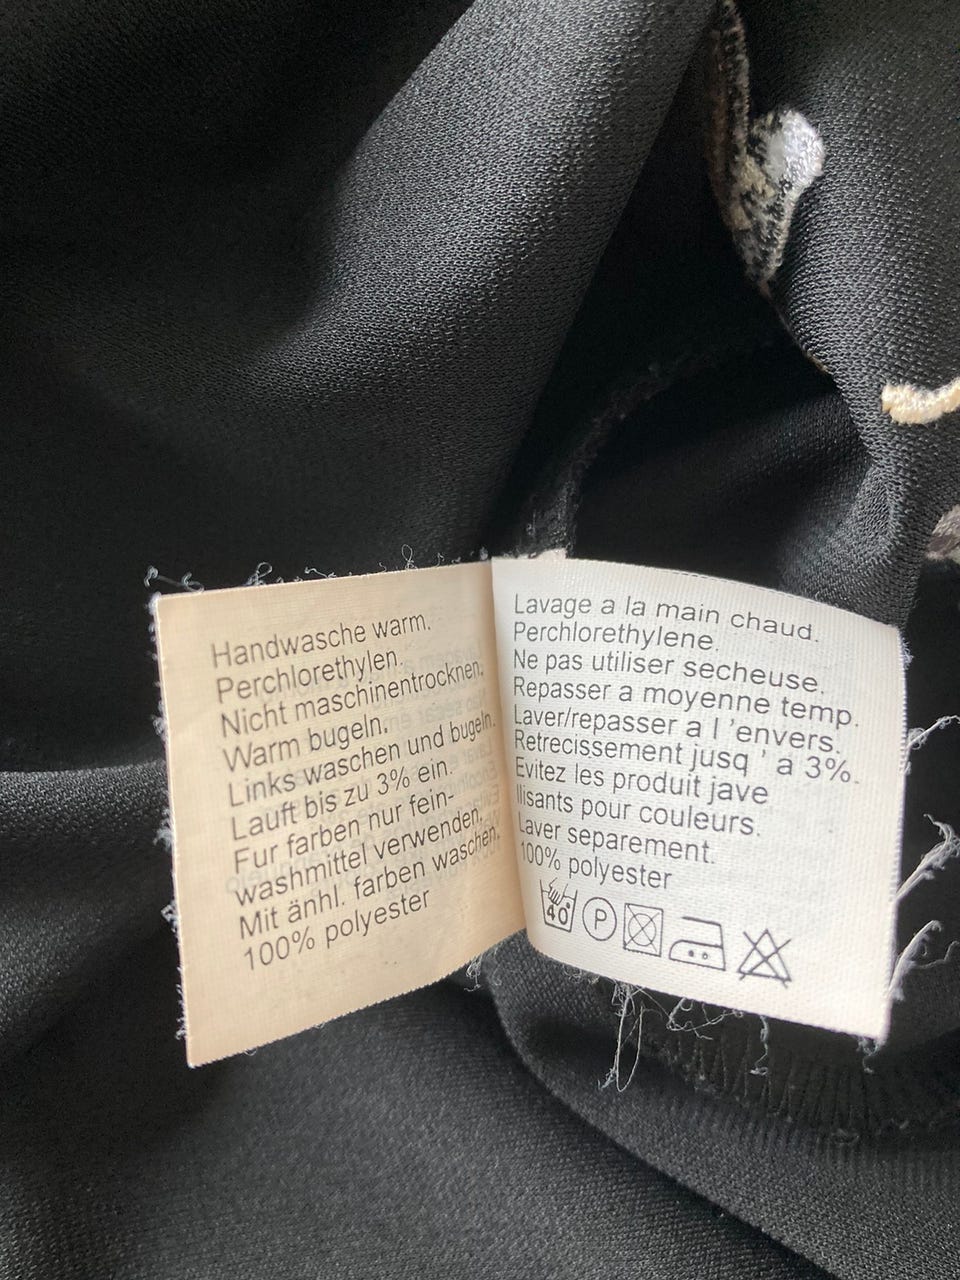 Handwasche warm.
Perchlorethylen.
Nicht maschinentrocknen.
Warm bugeln.
Links waschen und bugeln.
Lauft bis zu 3% ein.
Fur farben nur fein-
washmittel verwenden.
Mit änhl. farben waschen.
100% polyester
Lavage a la main chaud.
Perchlorethylene.
Ne pas utiliser secheuse.
Repasser a moyenne temp.
Laver/repasser a l 'envers.
Retrecissement jusq ' a 3%.
Evitez les produit jave
llisants pour couleurs.
Laver separement.
100% polyester
40 P